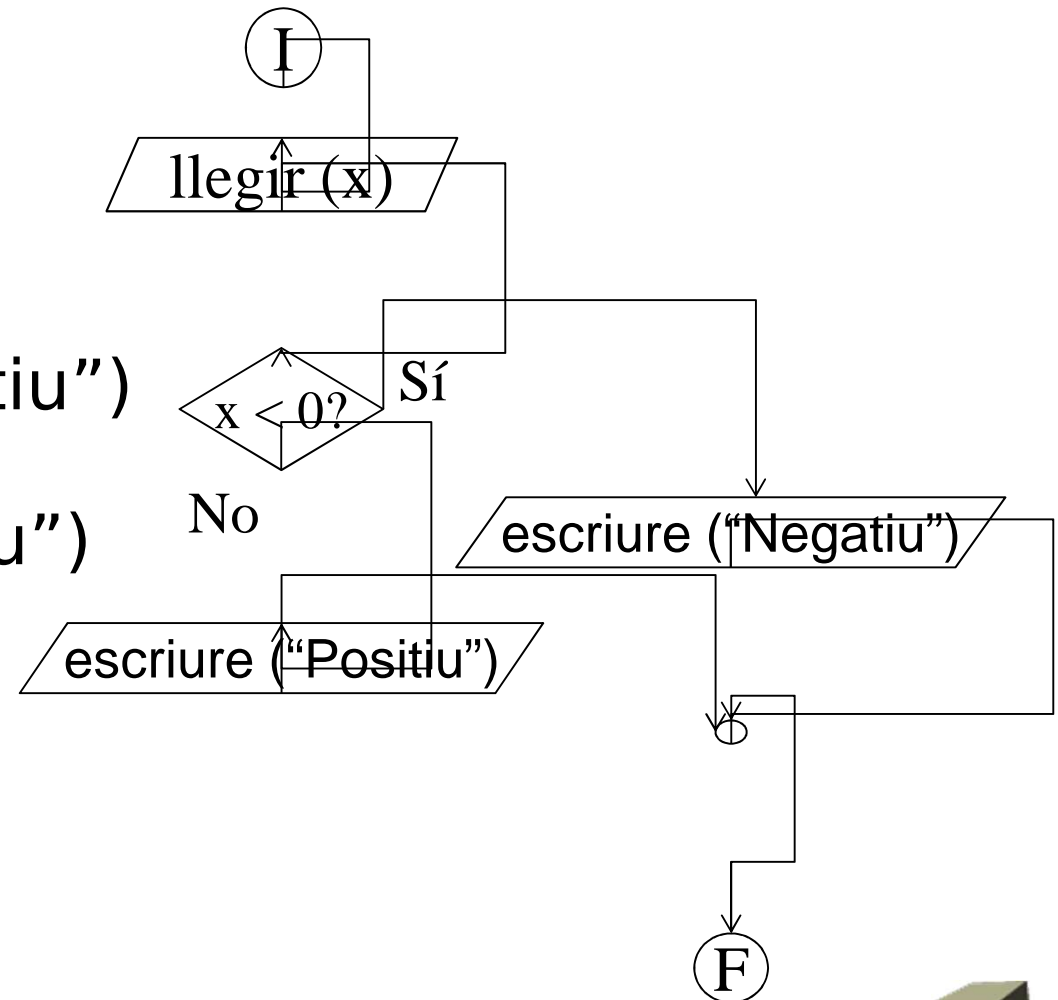 I
llegir (x)
tiu”)
Sí
x < 0?
No
u”)
escriure (“Negatiu”)
escriure (“Positiu”)
F